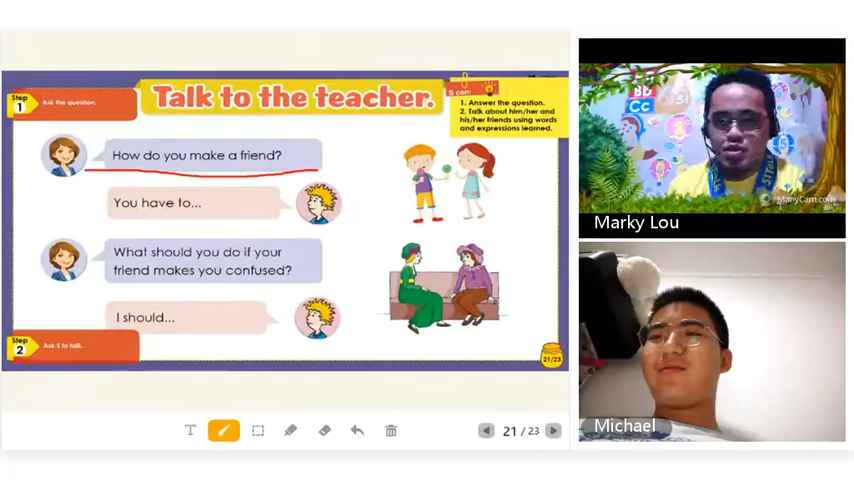 Step
1
Ask the question.
Talk to the teacher.
S can:
1. Answer the question.
2. Talk about him/her and
his/her friends using words
and expressions learned.
How do you make a friend?
You have to...
What should you do if your
friend makes you confused?
I should...
Step
2
Ask S to talk.
21/23
T
21 / 23
Bb
Cc
ManyCam.com
Marky Lou
Michael